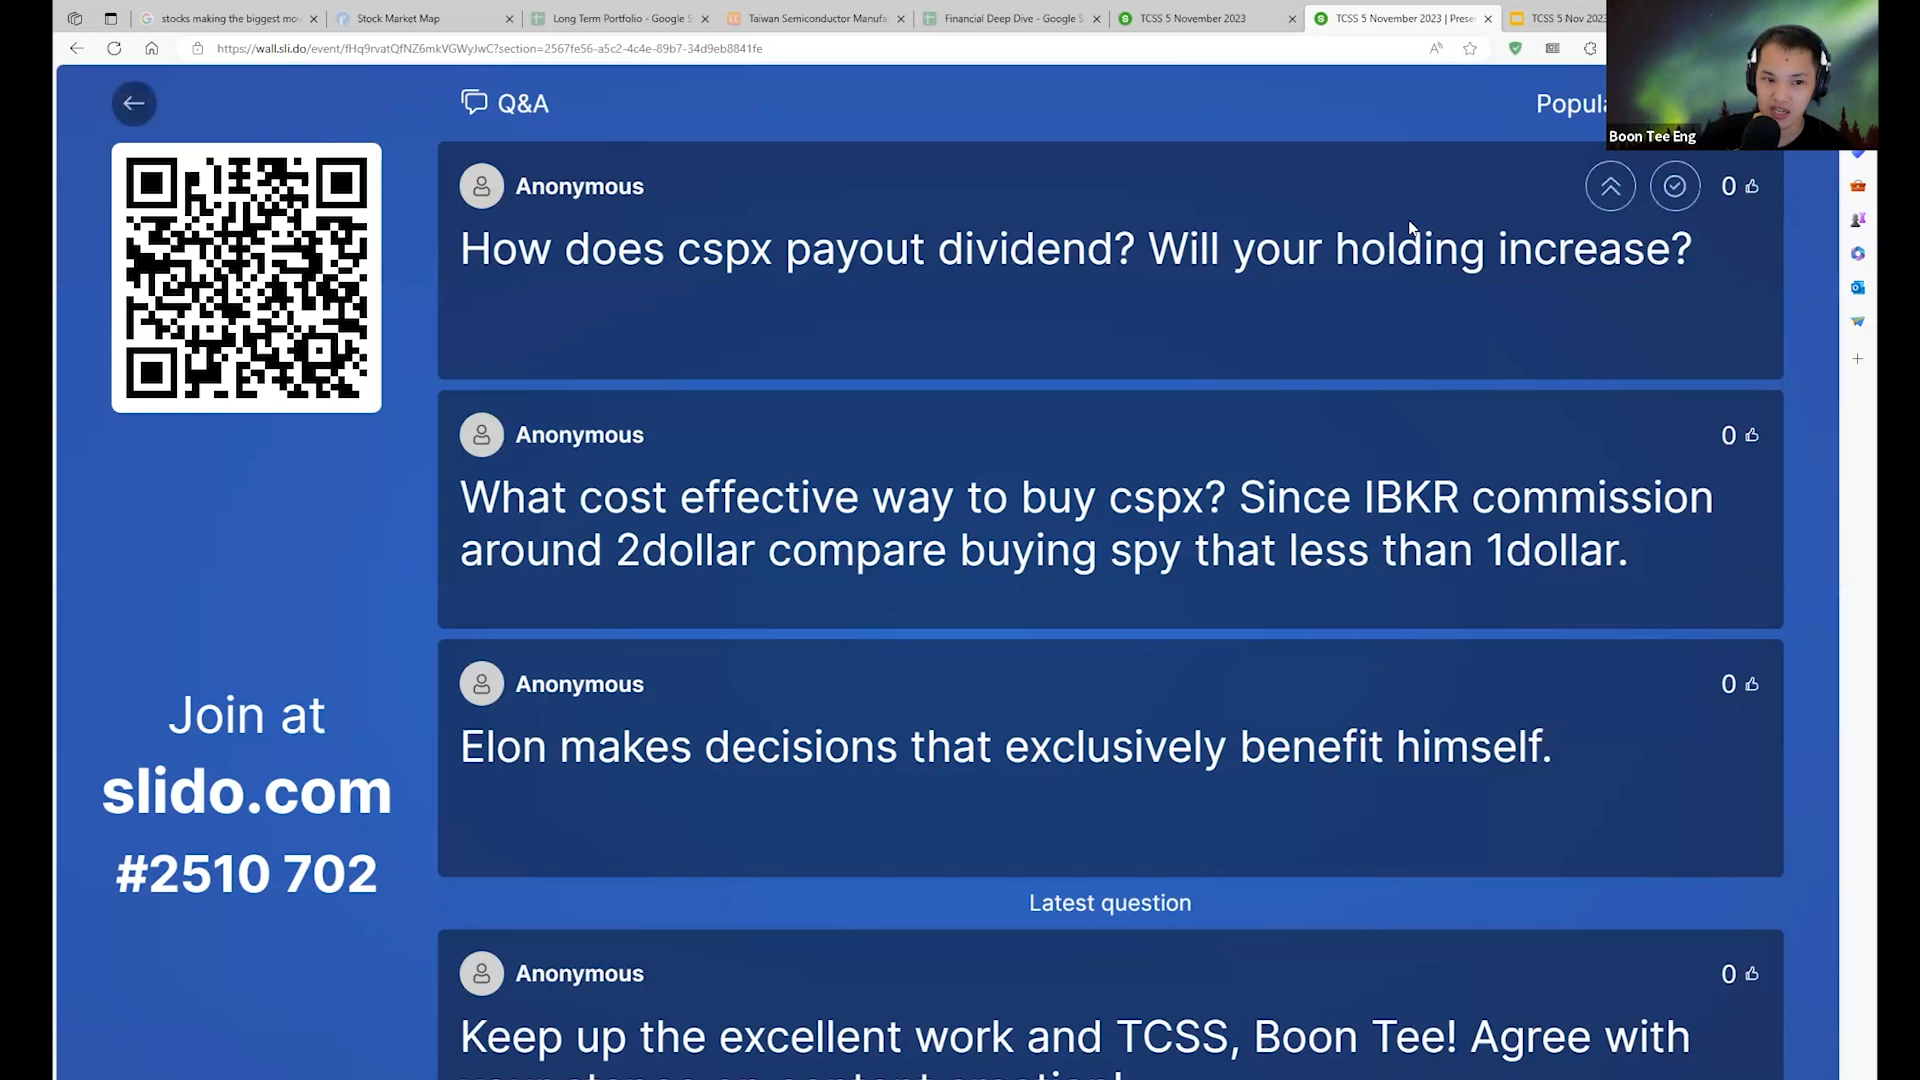 stocks making the biggest mov
Stock Market Map
Long Term Portfolio - Google S
Taiwan Semiconductor Manufa
Financial Deep Dive - Google S
TCSS 5 November 2023
TCSS 5 November 2023 | Prese
TCSS 5 Nov 2023
https://wall.sli.do/event/fHq9rvatQfNZ6mkVGWyJwC?section=2567fe56-a5c2-4c4e-89b7-34d9eb8841fe
Boon Tee Eng
Q&A
Popula
Anonymous
0
How does cspx payout dividend? Will your holding increase?
Anonymous
0
What cost effective way to buy cspx? Since IBKR commission
around 2dollar compare buying spy that less than 1dollar.
Anonymous
0
Elon makes decisions that exclusively benefit himself.
Join at
slido.com
#2510 702
Latest question
Anonymous
0
Keep up the excellent work and TCSS, Boon Tee! Agree with